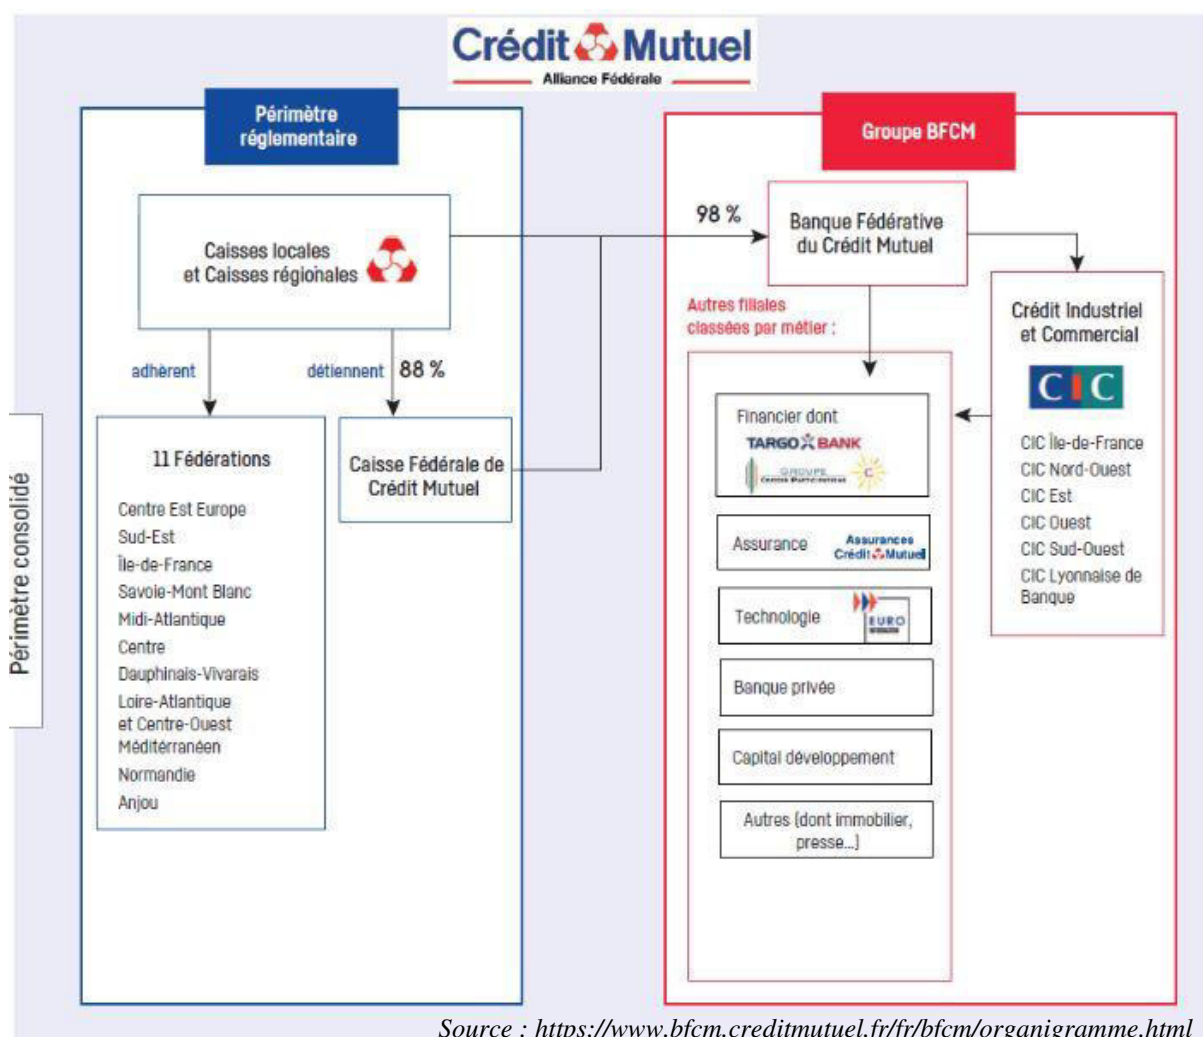 Crédit Mutuel
Alliance Fédérale
Périmètre consolidé
Périmètre
réglementaire
Caisses locales
et Caisses régionales
adhèrent
détiennent 88 %
11 Fédérations
Centre Est Europe
Sud-Est
Île-de-France
Savoie-Mont Blanc
Midi-Atlantique
Centre
Dauphinais-Vivarais
Loire-Atlantique
et Centre-Ouest
Méditérranéen
Normandie
Anjou
Caisse Fédérale de
Crédit Mutuel
98 %
Groupe BFCM
Banque Fédérative
du Crédit Mutuel
Autres filiales
classées par métier :
Financier dont
TARGO BANK
GROUPE
Assurance
Assurances
Crédit Mutuel
Technologie
EURO
Banque privée
Capital développement
Autres (dont immobilier,
presse...)
Crédit Industriel
et Commercial
CIC
CIC Île-de-France
CIC Nord-Ouest
CIC Est
CIC Ouest
CIC Sud-Ouest
CIC Lyonnaise de
Banque
Source : https://www.bfcm.creditmutuel.fr/fr/bfcm/organigramme.html